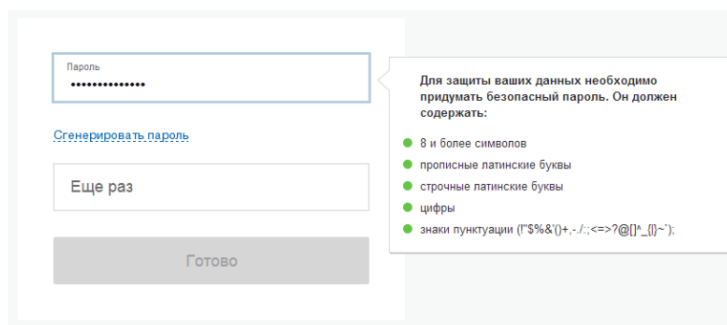 Пароль
••••••••••••••
Сгенерировать пароль
Еще раз
Готово
Для защиты ваших данных необходимо
придумать безопасный пароль. Он должен
содержать:
8 и более символов
прописные латинские буквы
строчные латинские буквы
цифры
знаки пунктуации (!"$%&'()+,-./:;<=>?@[]^_{|}~`);